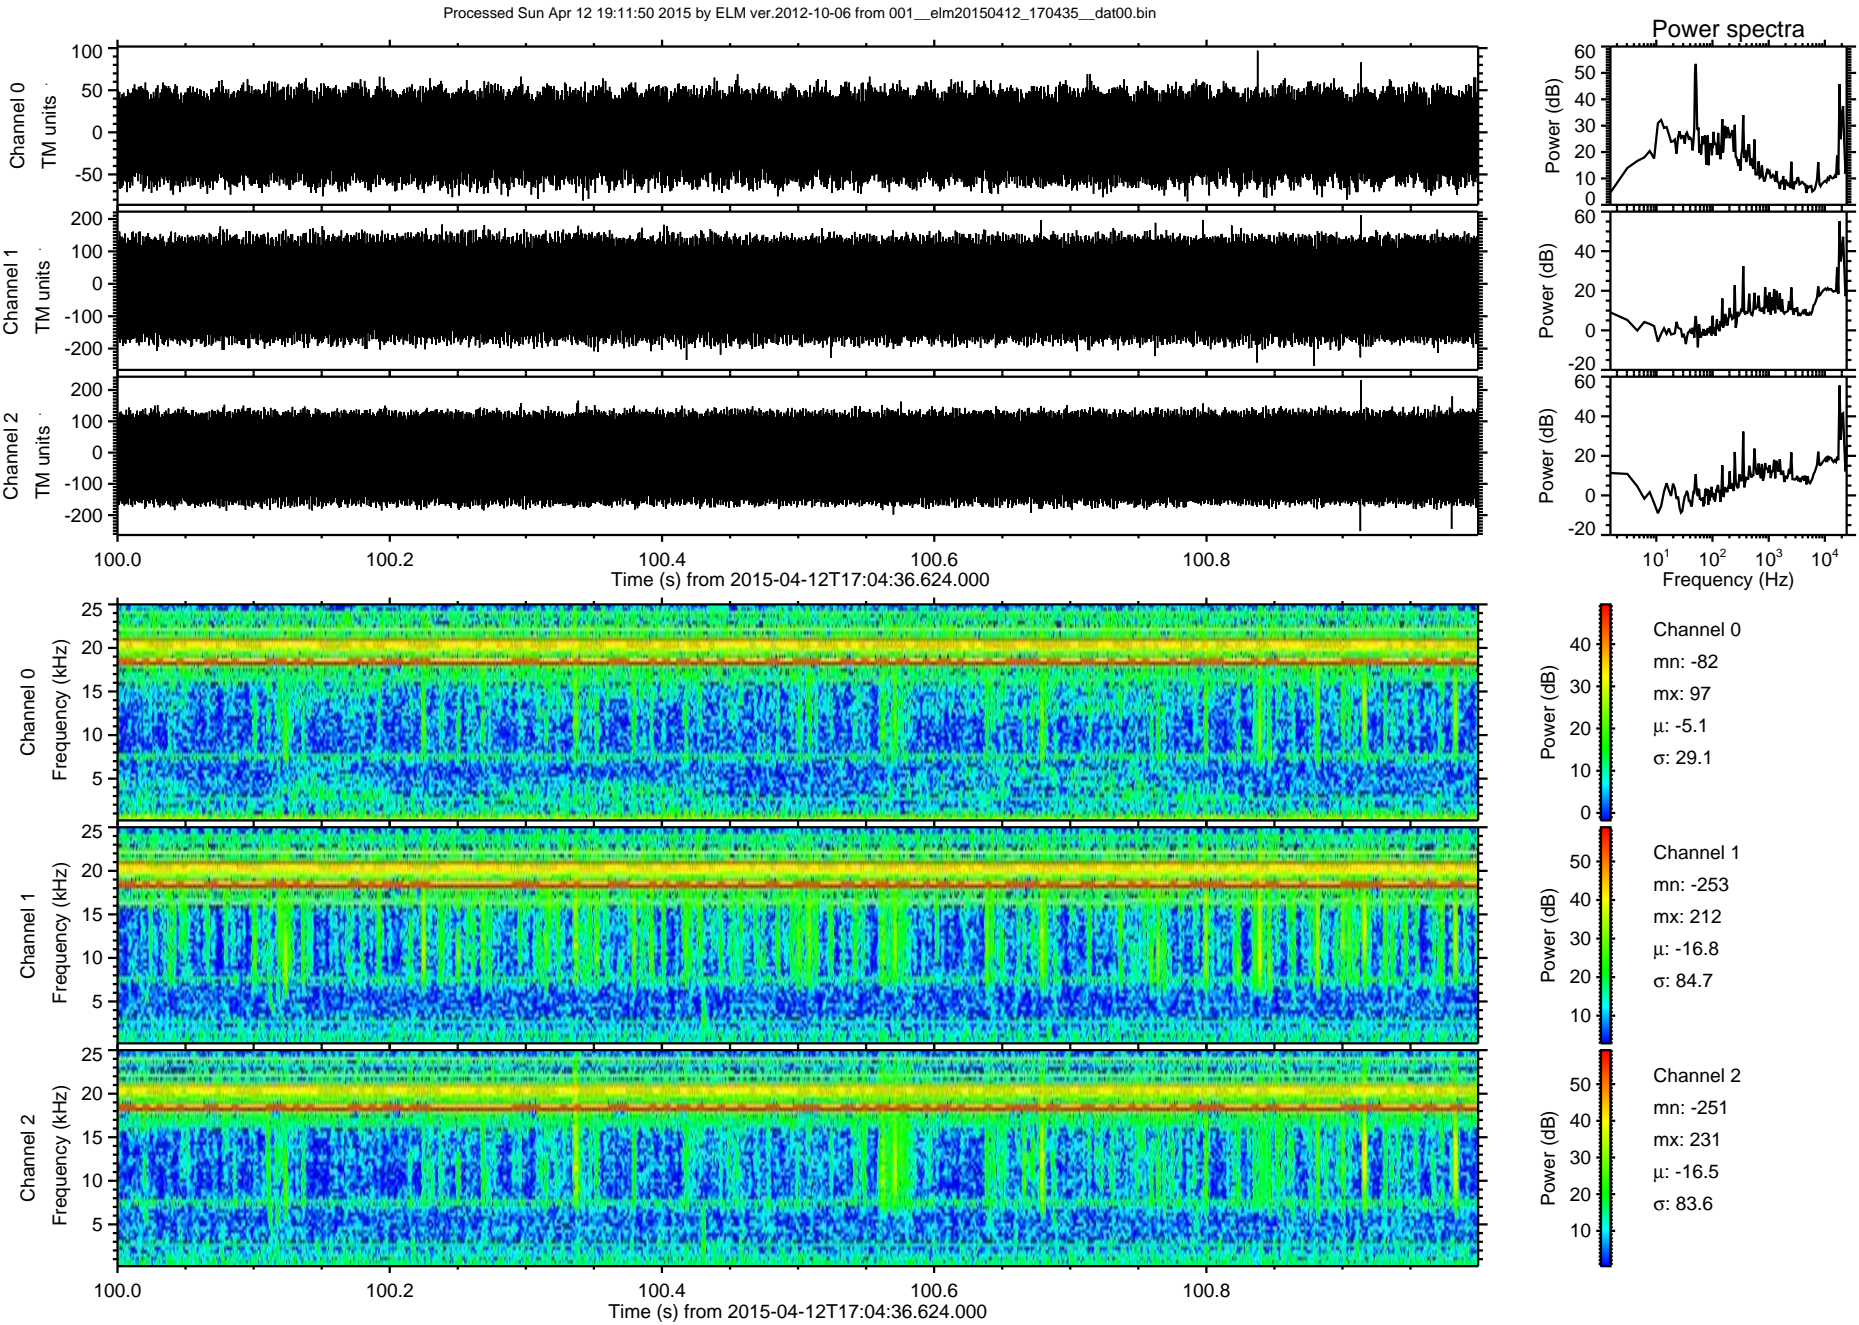 Processed Sun Apr 12 19:11:50 2015 by ELM ver.2012-10-06 from 001__elm20150412_170435__dat00.bin
Power spectra
Channel 0
TM units
100
50
0
-50
Power (dB)
60
50
40
30
20
10
0
Channel 1
TM units
200
100
0
-100
-200
Power (dB)
60
40
20
0
-20
Channel 2
TM units
200
100
0
-100
-200
Power (dB)
60
40
20
0
-20
100.0 100.2 100.4 100.6 100.8
Time (s) from 2015-04-12T17:04:36.624.000
10^1 10^2 10^3 10^4
Frequency (Hz)
Channel 0
Frequency (kHz)
25
20
15
10
5
Power (dB)
40
30
20
10
0
Channel 0
mn: -82
mx: 97
µ: -5.1
σ: 29.1
Channel 1
Frequency (kHz)
25
20
15
10
5
Power (dB)
50
40
30
20
10
Channel 1
mn: -253
mx: 212
µ: -16.8
σ: 84.7
Channel 2
Frequency (kHz)
25
20
15
10
5
Power (dB)
50
40
30
20
10
Channel 2
mn: -251
mx: 231
µ: -16.5
σ: 83.6
100.0 100.2 100.4 100.6 100.8
Time (s) from 2015-04-12T17:04:36.624.000